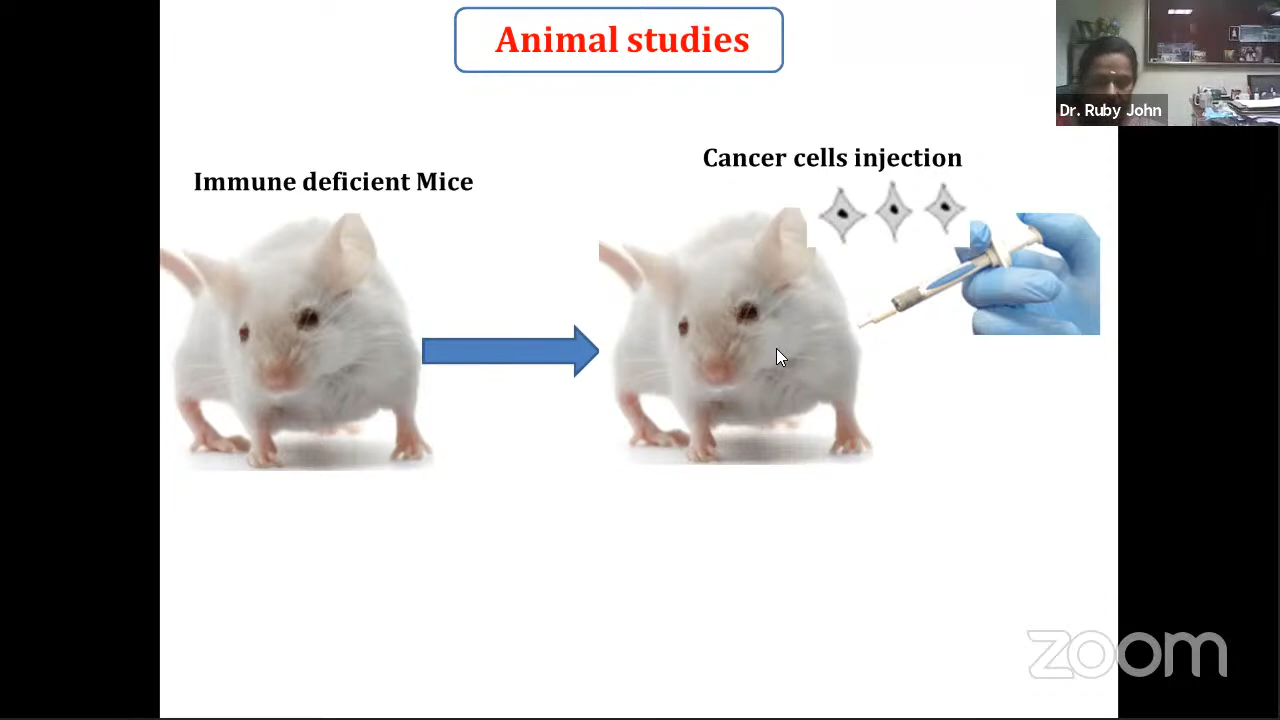 Animal studies
Dr. Ruby John
Cancer cells injection
Immune deficient Mice
zoom